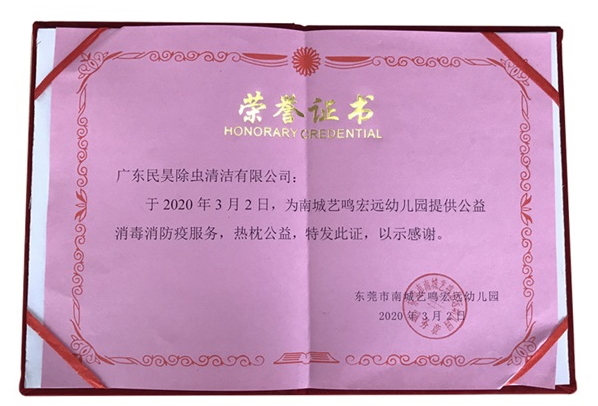 荣誉证书
HONORARY CREDENTIAL
广东民昊除虫清洁有限公司：
于2020年3月2日，为南城艺鸣宏远幼儿园提供公益
消毒消防疫服务，热枕公益，特发此证，以示感谢。
东莞市南城艺鸣宏远幼儿园
2020年3月2日